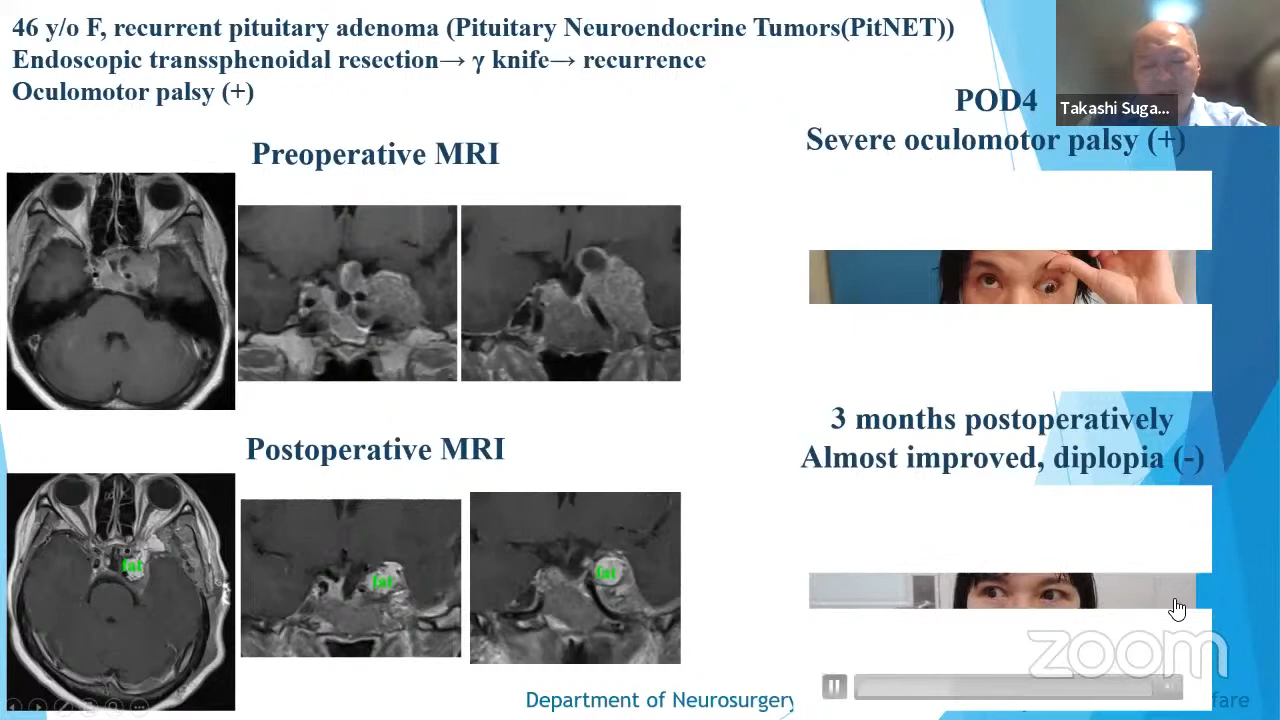 46 y/o F, recurrent pituitary adenoma (Pituitary Neuroendocrine Tumors(PitNET))
Endoscopic transsphenoidal resection→ γ knife→ recurrence
Oculomotor palsy (+)
Takashi Suga...
POD4
Severe oculomotor palsy (+)
Preoperative MRI
3 months postoperatively
Almost improved, diplopia (-)
Postoperative MRI
fat
fat
fat
zoom
Department of Neurosurgery
fare